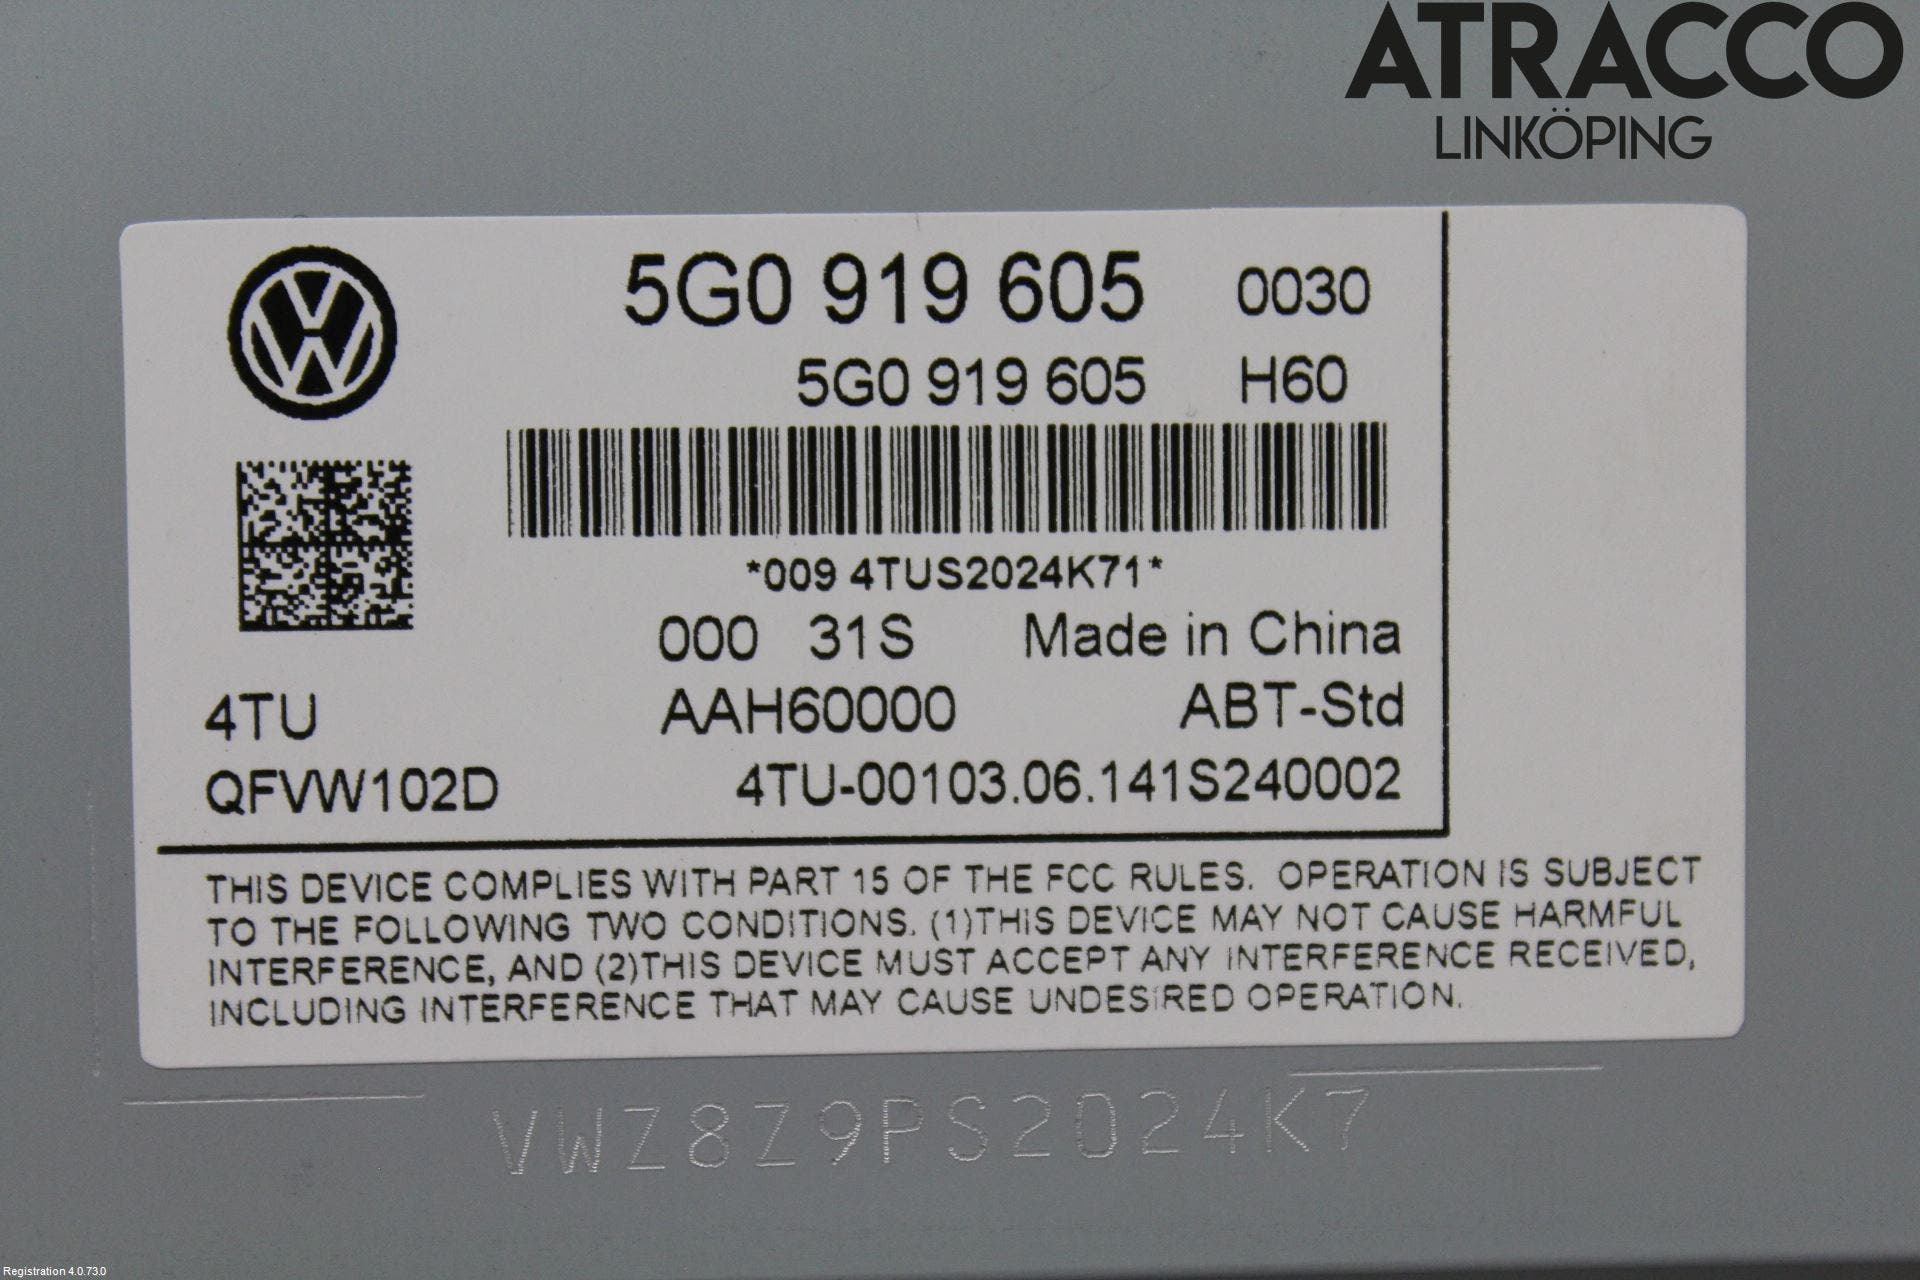 ATRACCO
LINKÖPING
5G0 919 605 0030
5G0 919 605 H60
*009 4TUS2024K71*
000 31S Made in China
4TU AAH60000 ABT-Std
QFVW102D 4TU-00103.06.141S240002
THIS DEVICE COMPLIES WITH PART 15 OF THE FCC RULES. OPERATION IS SUBJECT
TO THE FOLLOWING TWO CONDITIONS. (1)THIS DEVICE MAY NOT CAUSE HARMFUL
INTERFERENCE, AND (2)THIS DEVICE MUST ACCEPT ANY INTERFERENCE RECEIVED,
INCLUDING INTERFERENCE THAT MAY CAUSE UNDESIRED OPERATION.
VWZ8Z9PS2024K7
Registration 4.0.73.0